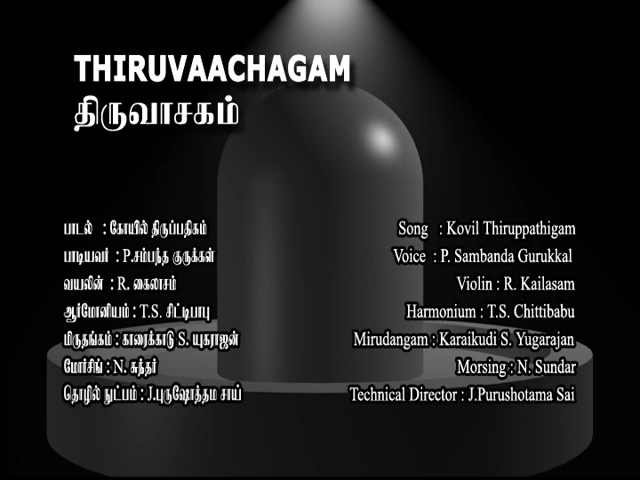 THIRUVAACHAGAM
திருவாசகம்
பாடல் : கோயில் திருப்பதிகம்
Song : Kovil Thiruppathigam
பாடியவர் : P.சம்பந்த குருக்கள்
Voice : P. Sambanda Gurukkal
வயலின் : R. கைலாசம்
Violin : R. Kailasam
ஆர்மோனியம் : T.S. சிட்டிபாபு
Harmonium : T.S. Chittibabu
மிருதங்கம் : காரைக்காடு S. யுகராஜன்
Mirudangam : Karaikudi S. Yugarajan
மோர்சிங் : N. சுந்தர்
Morsing : N. Sundar
தொழில் நுட்பம் : J.புருஷோத்தம சாய்
Technical Director : J.Purushotama Sai